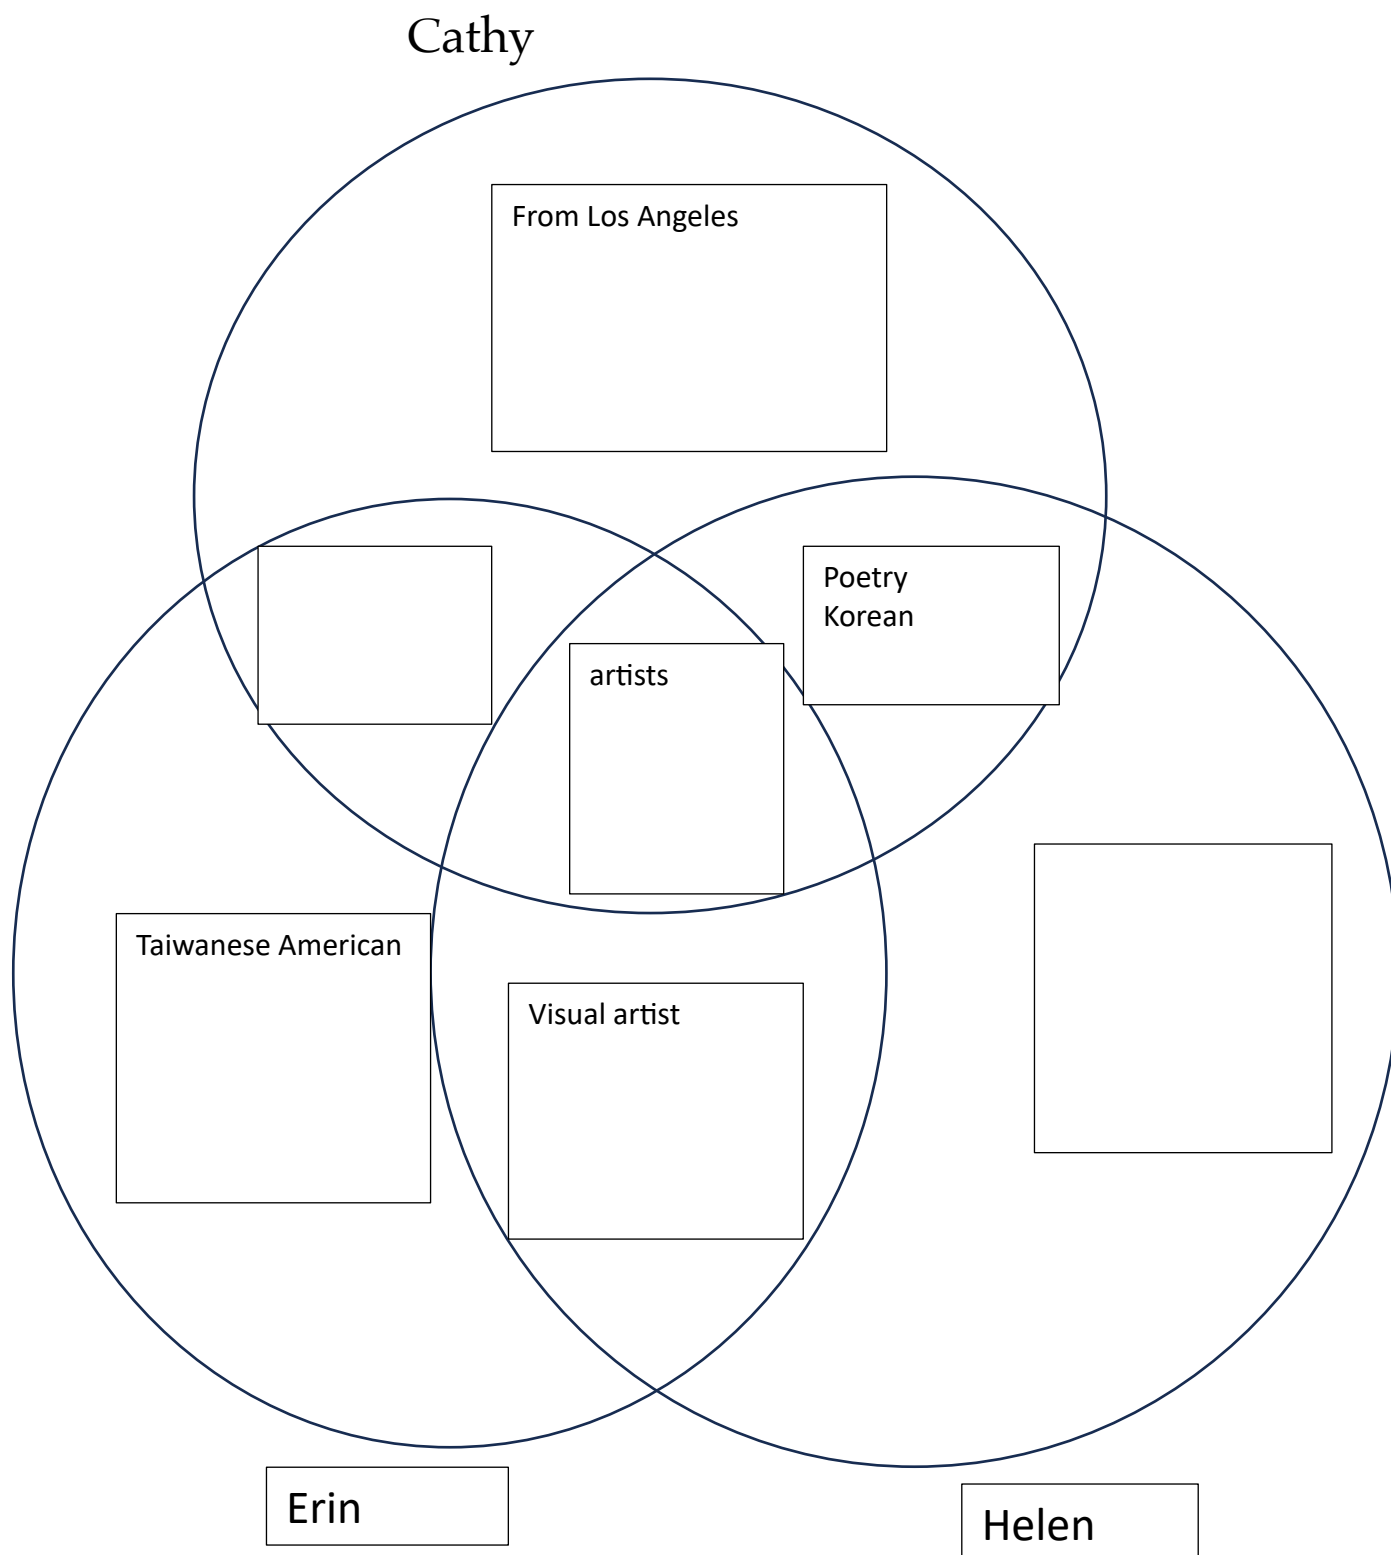 Cathy
From Los Angeles
Poetry
Korean
artists
Taiwanese American
Visual artist
Erin
Helen